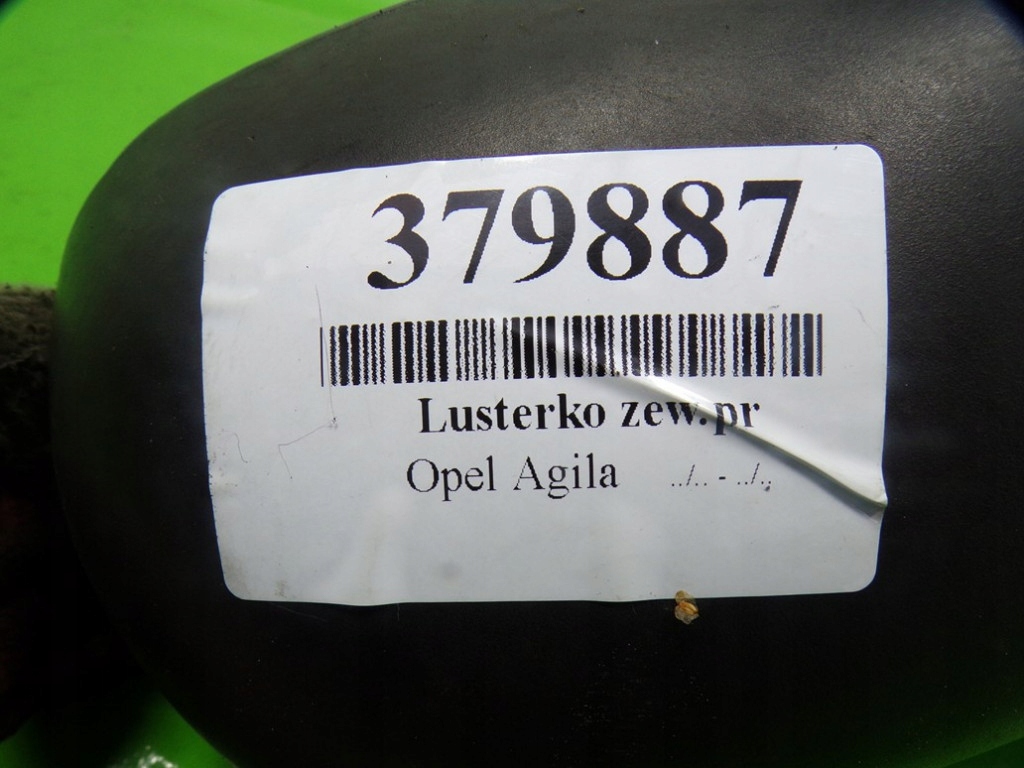 379887
Lusterko zew.pr
Opel Agila ../.. - ../..